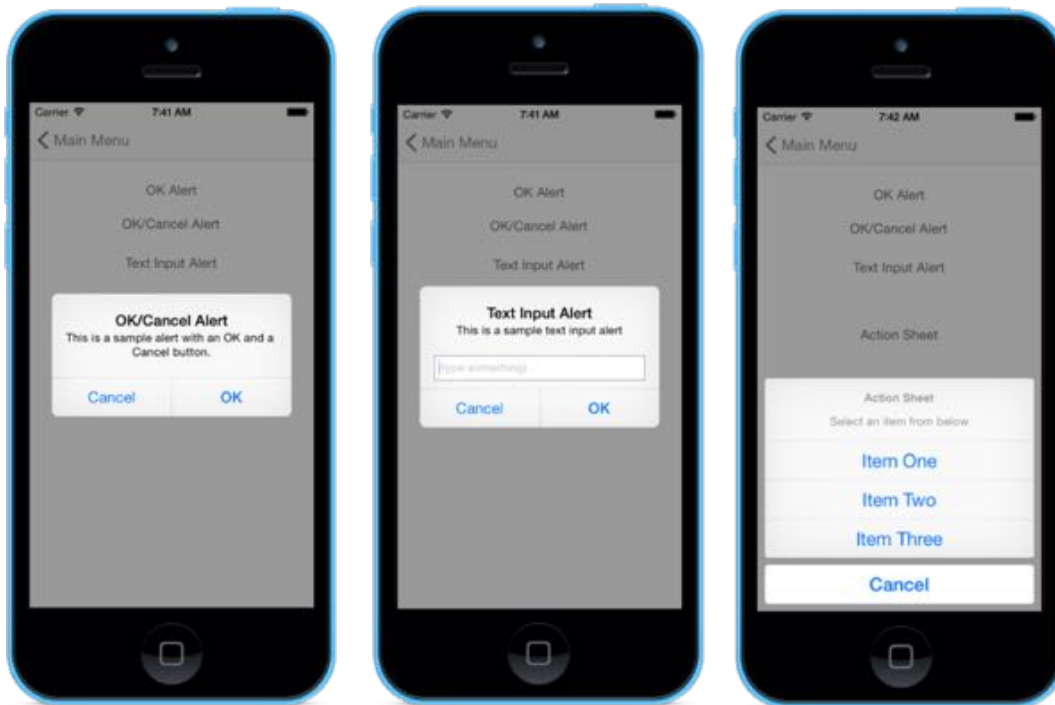 Carrier 7:41 AM
Main Menu
OK Alert
OK/Cancel Alert
Text Input Alert
OK/Cancel Alert
This is a sample alert with an OK and a
Cancel button.
Cancel OK
Carrier 7:41 AM
Main Menu
OK Alert
OK/Cancel Alert
Text Input Alert
Text Input Alert
This is a sample text input alert
(type something)
Cancel OK
Carrier 7:42 AM
Main Menu
OK Alert
OK/Cancel Alert
Text Input Alert
Action Sheet
Action Sheet
Select an item from below
Item One
Item Two
Item Three
Cancel